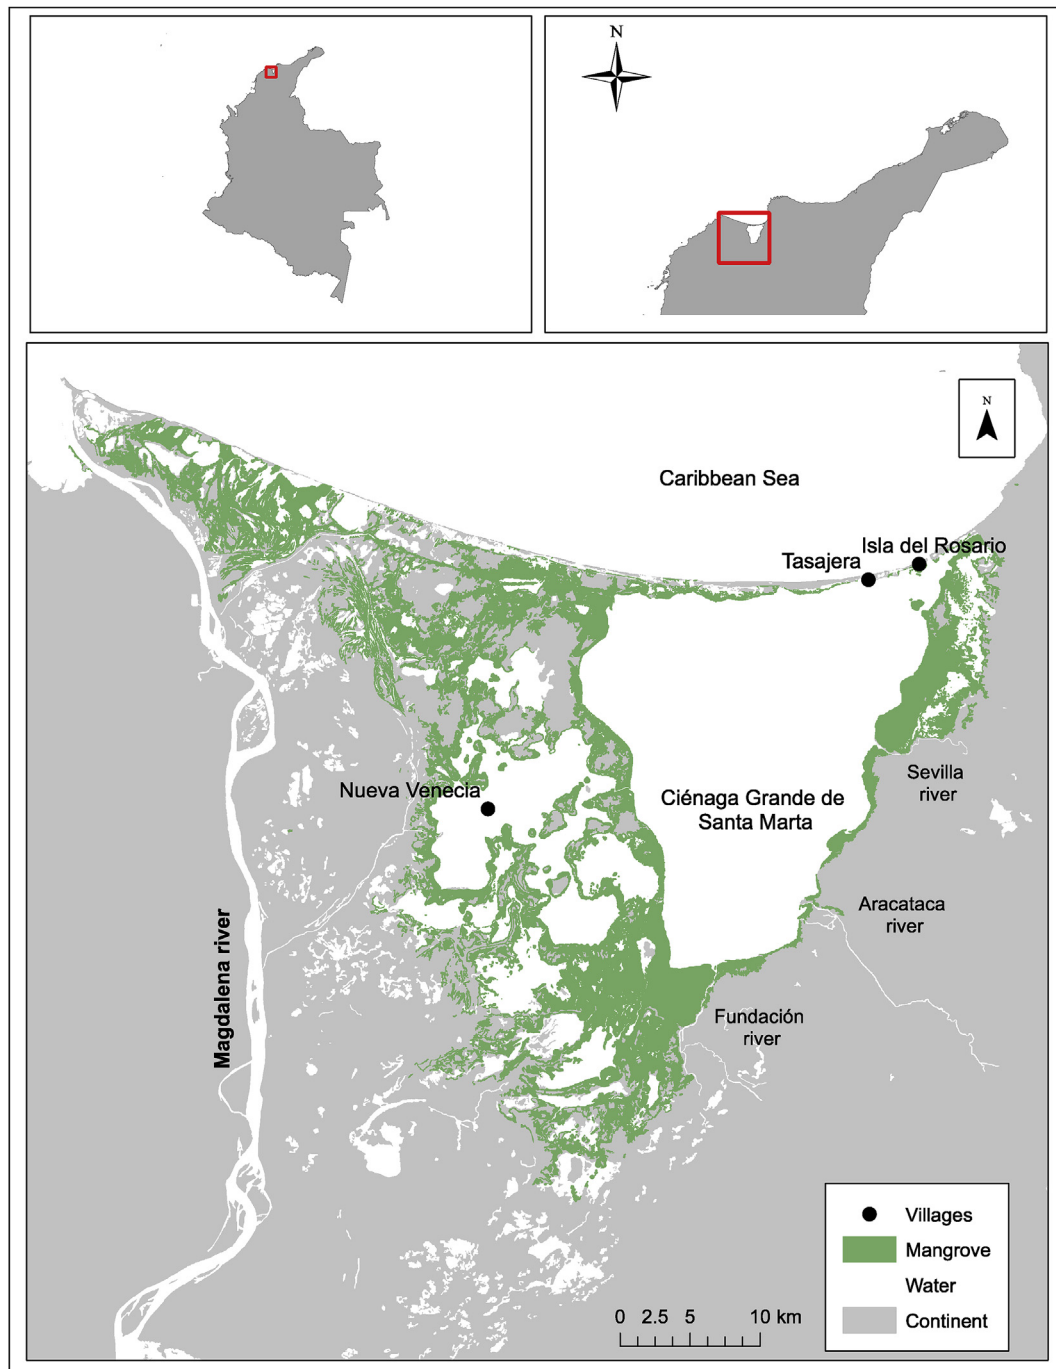 N
N
Caribbean Sea
Isla del Rosario
Tasajera
Nueva Venecia
Ciénaga Grande de
Santa Marta
Sevilla
river
Aracataca
river
Magdalena river
Fundación
river
Villages
Mangrove
Water
Continent
0 2.5 5 10 km